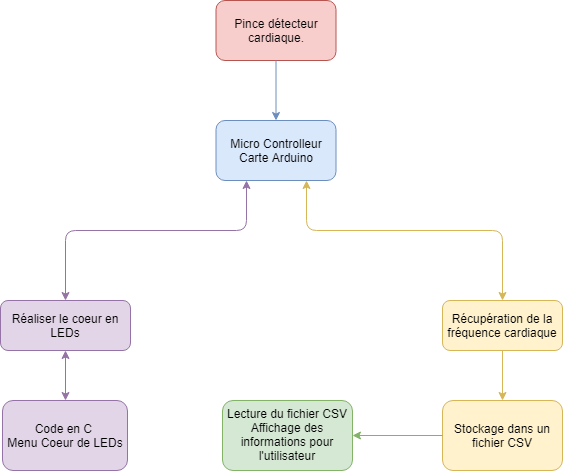 Pince détecteur
cardiaque.
Micro Controlleur
Carte Arduino
Réaliser le coeur en
LEDs
Récupération de la
fréquence cardiaque
Code en C
Menu Coeur de LEDs
Lecture du fichier CSV
Affichage des
informations pour
l'utilisateur
Stockage dans un
fichier CSV